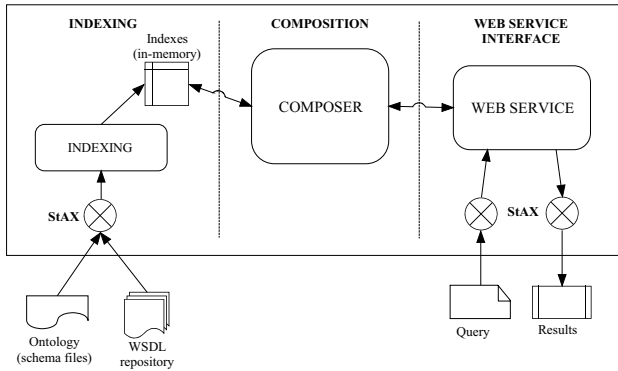 INDEXING
COMPOSITION
WEB SERVICE
INTERFACE
Indexes
(in-memory)
COMPOSER
WEB SERVICE
INDEXING
StAX
StAX
Ontology
(schema files)
WSDL
repository
Query
Results